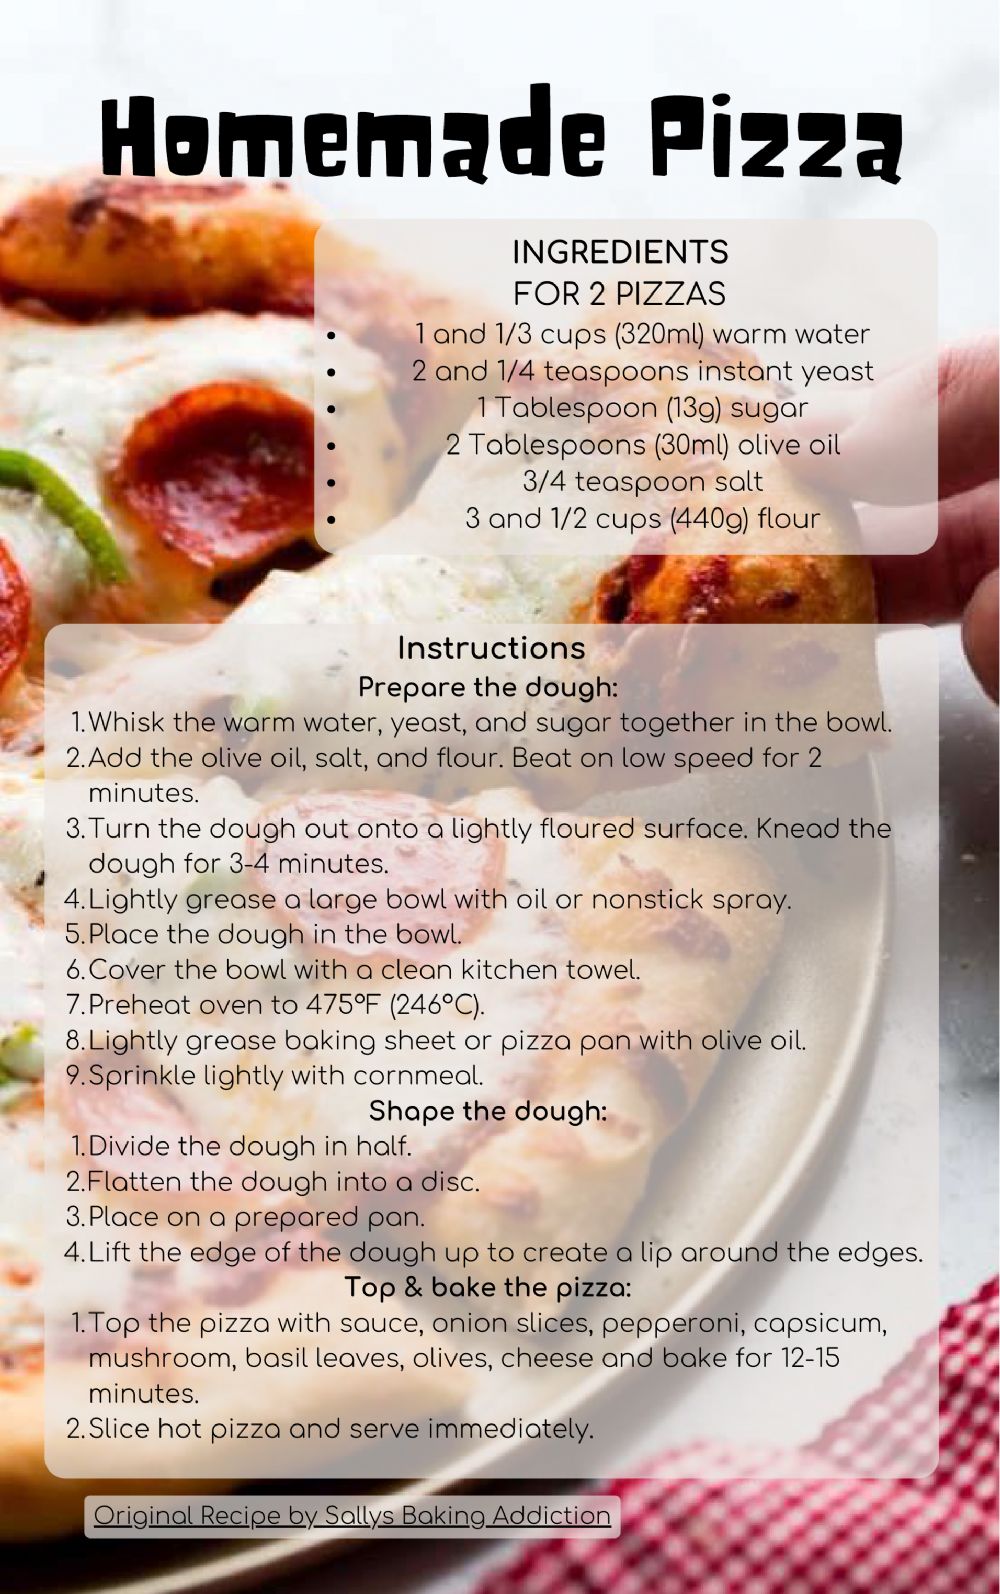 Homemade Pizza
INGREDIENTS
FOR 2 PIZZAS
• 1 and 1/3 cups (320ml) warm water
• 2 and 1/4 teaspoons instant yeast
• 1 Tablespoon (13g) sugar
• 2 Tablespoons (30ml) olive oil
• 3/4 teaspoon salt
• 3 and 1/2 cups (440g) flour
Instructions
Prepare the dough:
1.Whisk the warm water, yeast, and sugar together in the bowl.
2.Add the olive oil, salt, and flour. Beat on low speed for 2
minutes.
3.Turn the dough out onto a lightly floured surface. Knead the
dough for 3-4 minutes.
4.Lightly grease a large bowl with oil or nonstick spray.
5.Place the dough in the bowl.
6.Cover the bowl with a clean kitchen towel.
7.Preheat oven to 475°F (246°C).
8.Lightly grease baking sheet or pizza pan with olive oil.
9.Sprinkle lightly with cornmeal.
Shape the dough:
1.Divide the dough in half.
2.Flatten the dough into a disc.
3.Place on a prepared pan.
4.Lift the edge of the dough up to create a lip around the edges.
Top & bake the pizza:
1.Top the pizza with sauce, onion slices, pepperoni, capsicum,
mushroom, basil leaves, olives, cheese and bake for 12-15
minutes.
2.Slice hot pizza and serve immediately.
Original Recipe by Sallys Baking Addiction